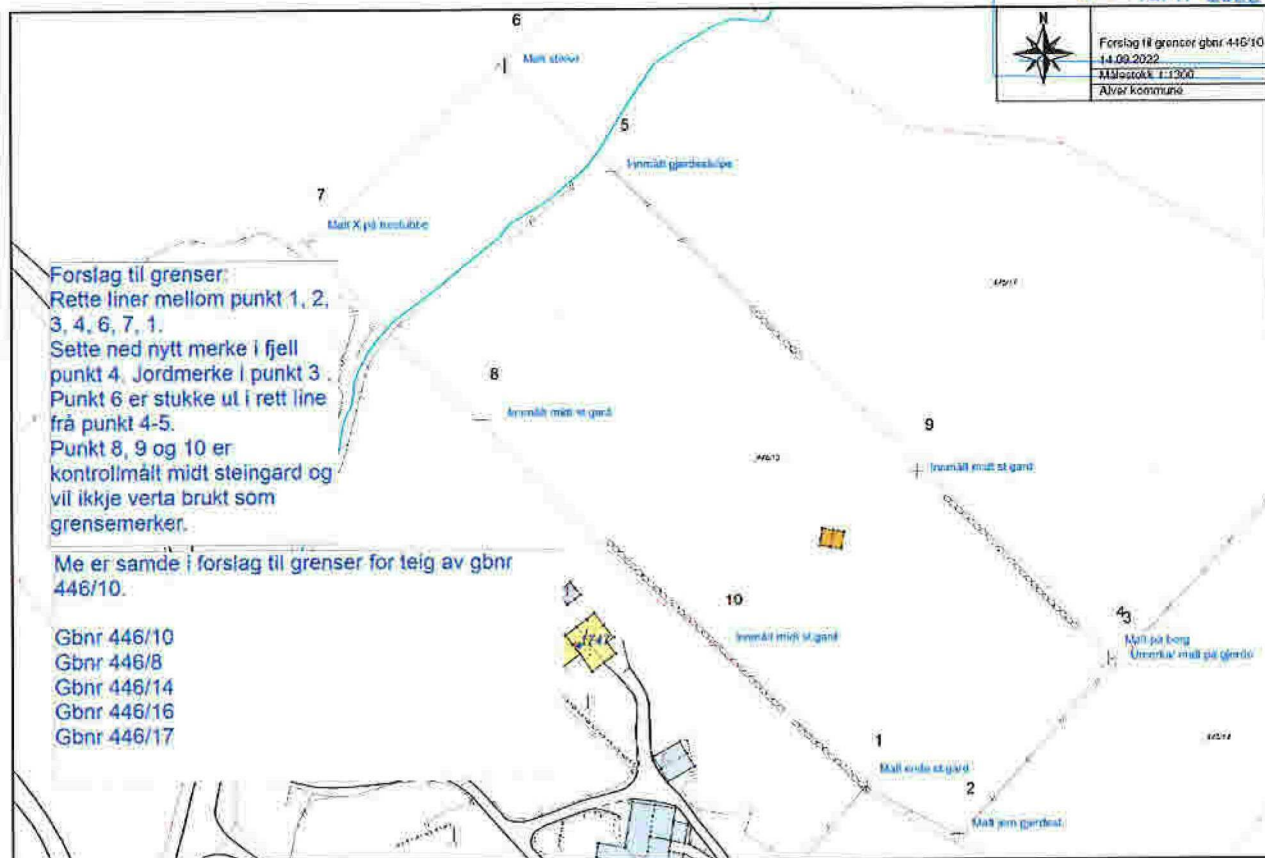 N
Forslag til grenser gbnr 446/10
14.09.2022
Målestokk 1:1300
Alver kommune
6
5
Innmålt gjerdestolpe
7
Målt X på trestubbe
Forslag til grenser:
Rette liner mellom punkt 1, 2,
3, 4, 6, 7, 1.
Sette ned nytt merke i fjell
punkt 4. Jordmerke i punkt 3 .
Punkt 6 er stukke ut i rett line
frå punkt 4-5.
Punkt 8, 9 og 10 er
kontrollmålt midt steingard og
vil ikkje verta brukt som
grensemerker.
8
Innmålt midt st.gard
9
Innmålt midt st.gard
Me er samde i forslag til grenser for teig av gbnr
446/10.
Gbnr 446/10
Gbnr 446/8
Gbnr 446/14
Gbnr 446/16
Gbnr 446/17
10
Innmålt midt st.gard
4
3
Målt på berg
Umerka/ målt på gjerde
1
Målt ende st.gard
2
Målt jern gjerdest.